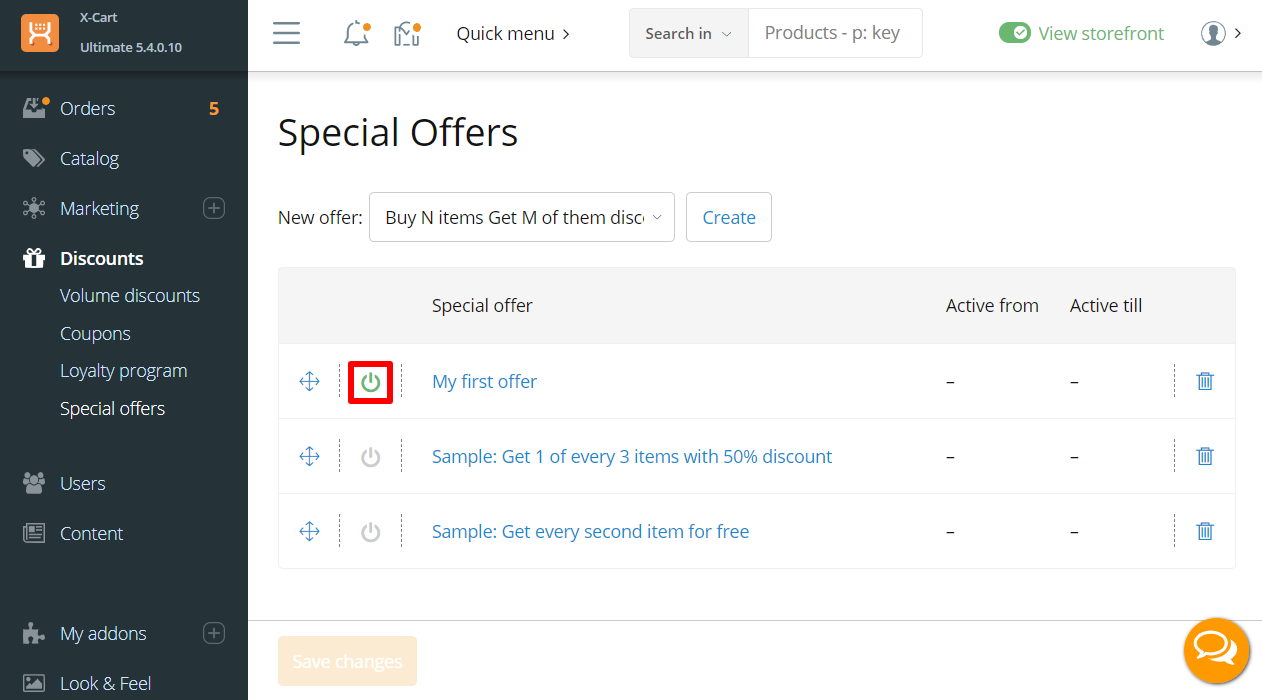 X-Cart
Ultimate 5.4.0.10
Quick menu
Search in
Products - p: key
View storefront
Orders
5
Catalog
Marketing
Discounts
Volume discounts
Coupons
Loyalty program
Special offers
Users
Content
My addons
Look & Feel
Special Offers
New offer:
Buy N items Get M of them disc
Create
Special offer
Active from
Active till
My first offer
–
–
Sample: Get 1 of every 3 items with 50% discount
–
–
Sample: Get every second item for free
–
–
Save changes